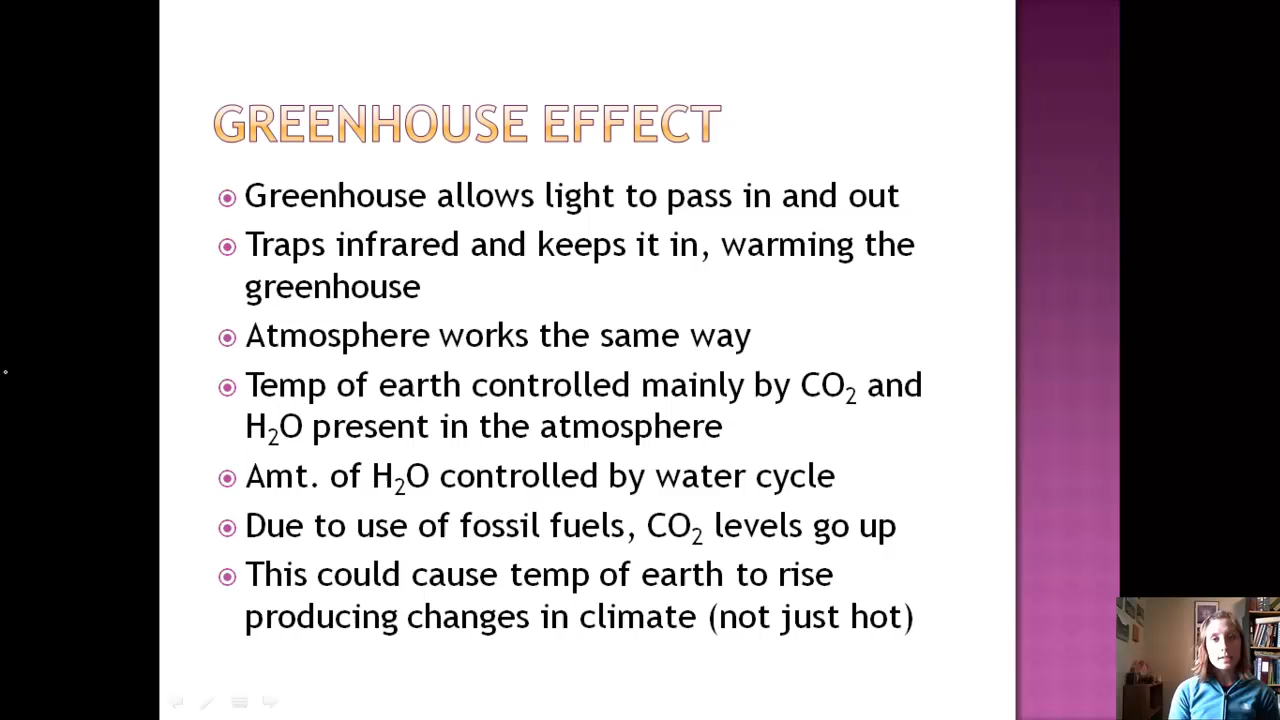 GREENHOUSE EFFECT
Greenhouse allows light to pass in and out
Traps infrared and keeps it in, warming the
greenhouse
Atmosphere works the same way
Temp of earth controlled mainly by CO₂ and
H₂O present in the atmosphere
Amt. of H₂O controlled by water cycle
Due to use of fossil fuels, CO₂ levels go up
This could cause temp of earth to rise
producing changes in climate (not just hot)